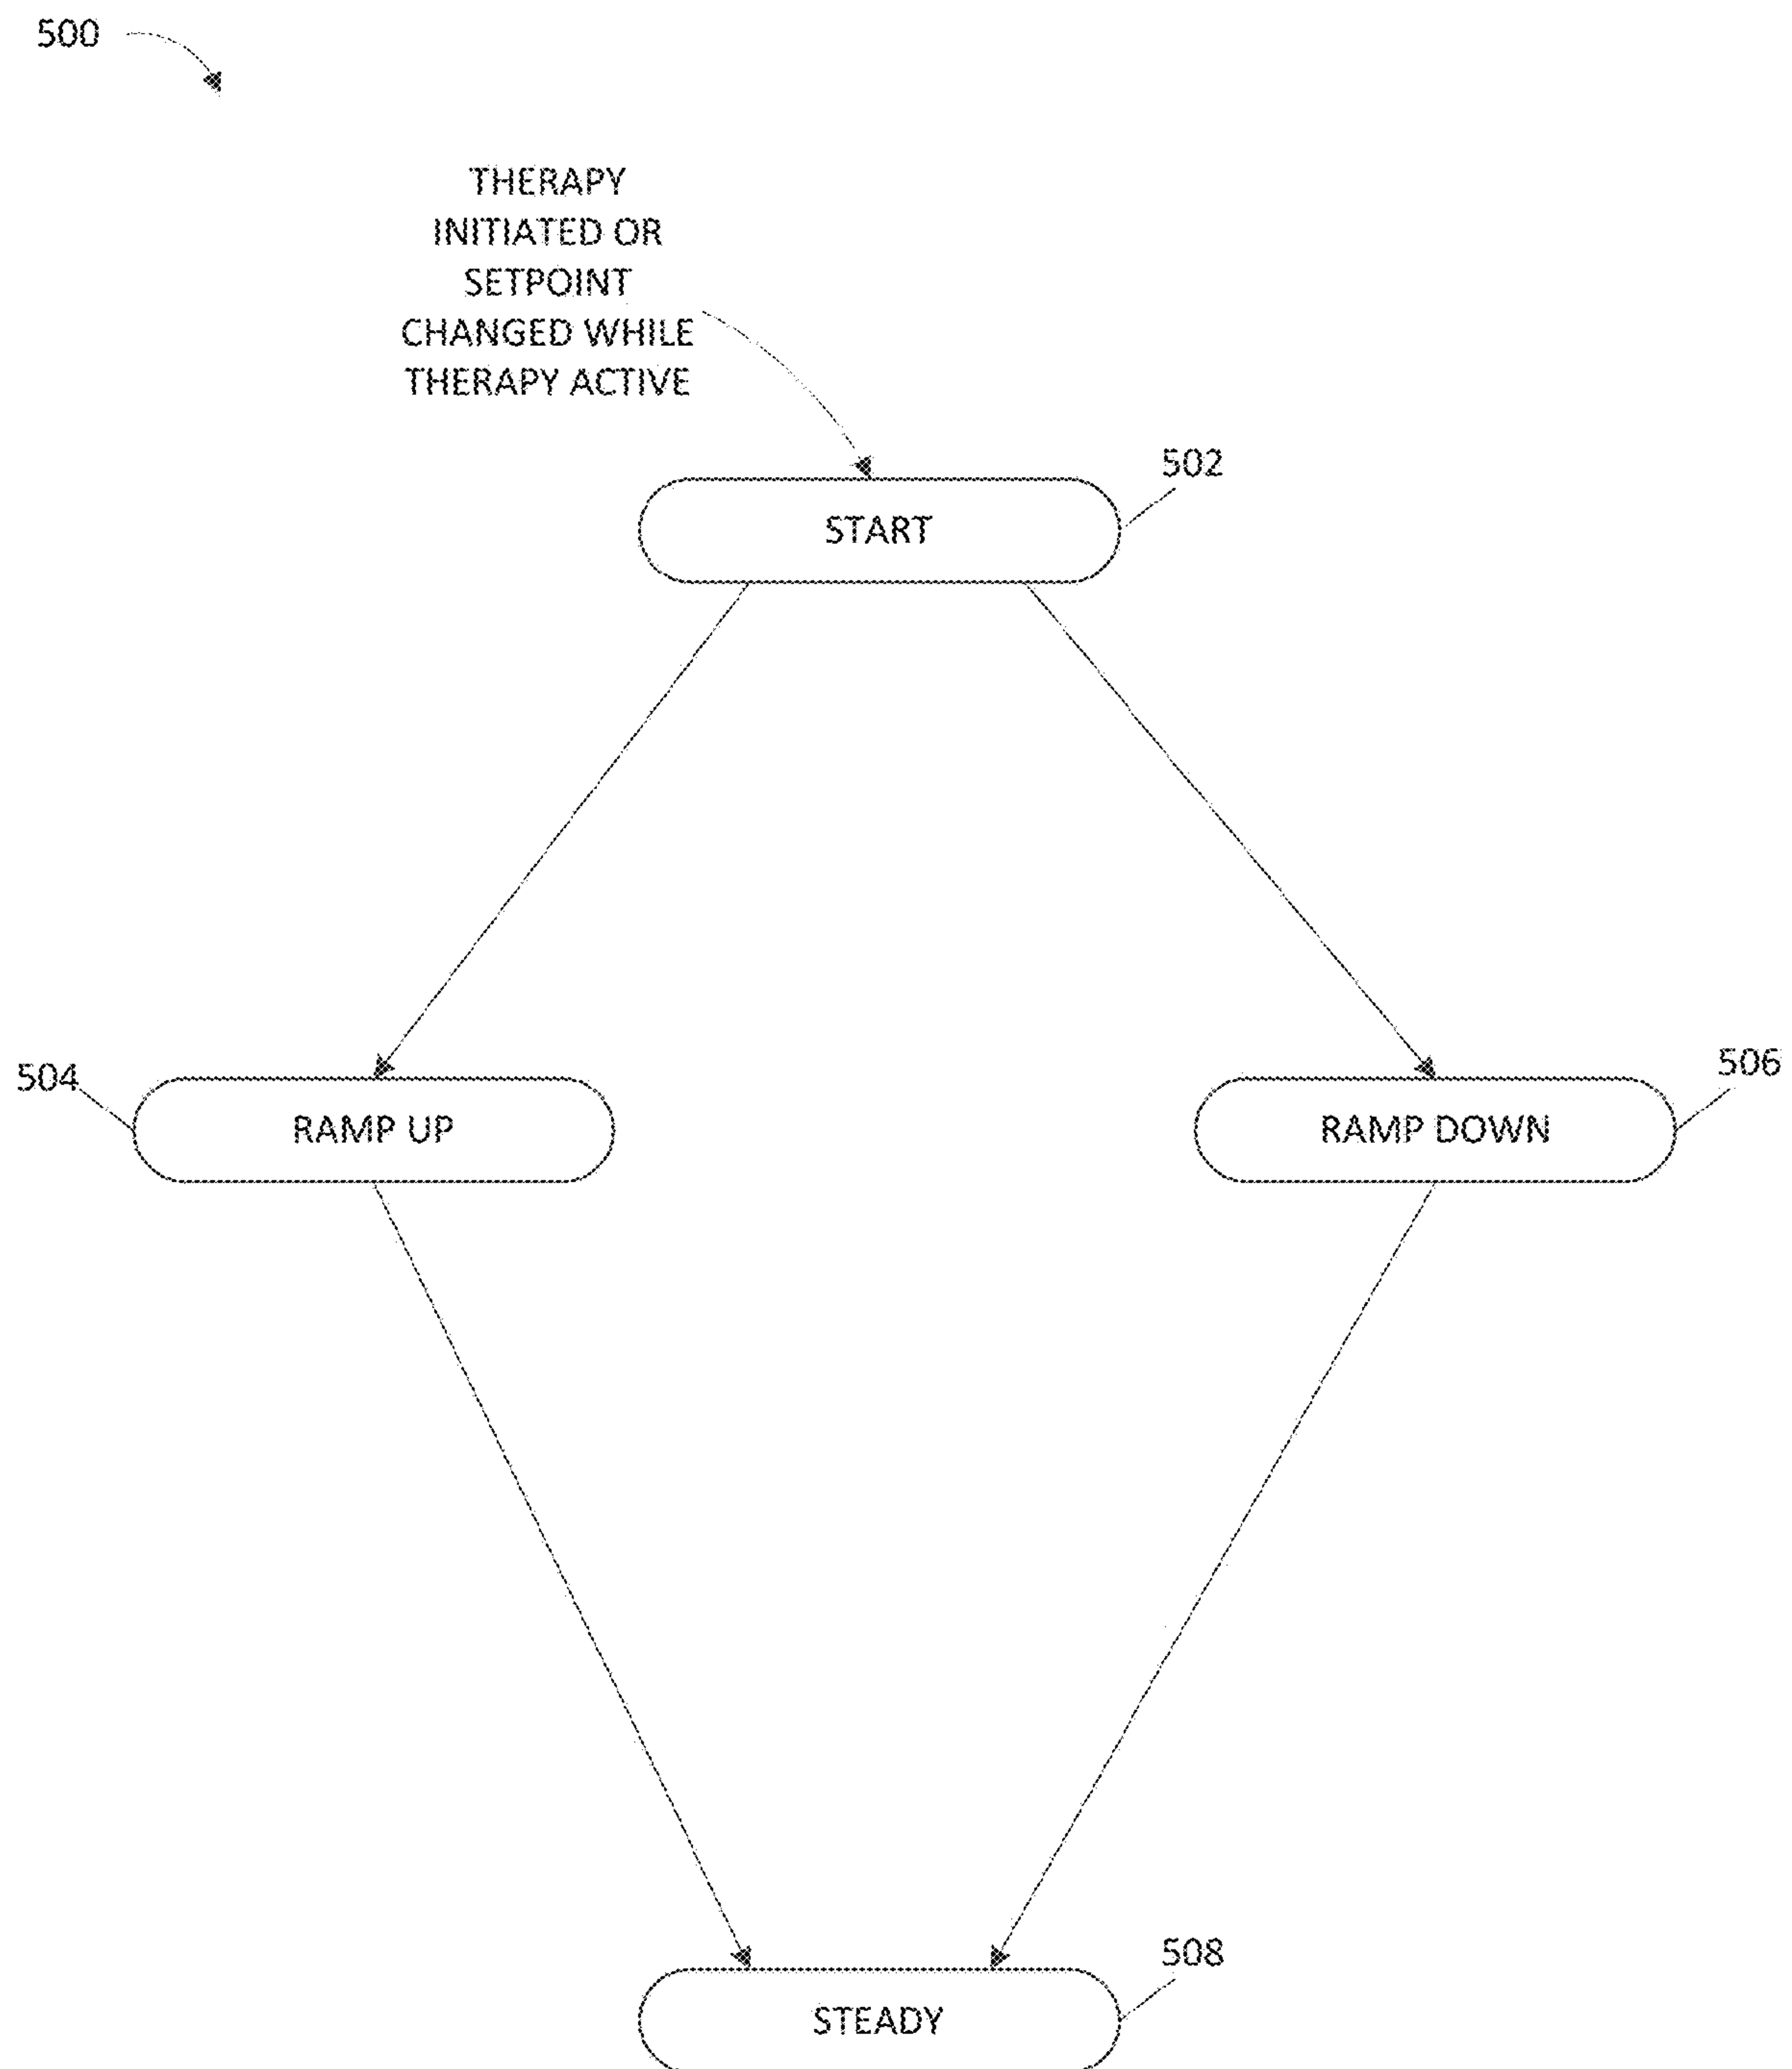 500
THERAPY
INITIATED OR
SETPOINT
CHANGED WHILE
THERAPY ACTIVE
502
START
504
RAMP UP
506
RAMP DOWN
508
STEADY